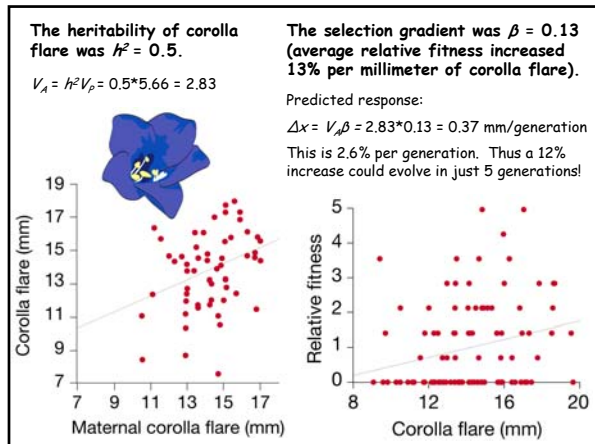 The heritability of corolla
flare was h² = 0.5.
V_A = h²V_P = 0.5*5.66 = 2.83
The selection gradient was β = 0.13
(average relative fitness increased
13% per millimeter of corolla flare).
Predicted response:
Δx = V_Aβ = 2.83*0.13 = 0.37 mm/generation
This is 2.6% per generation. Thus a 12%
increase could evolve in just 5 generations!
19
17
15
13
11
9
7
Corolla flare (mm)
7 9 11 13 15 17
Maternal corolla flare (mm)
5
4
3
2
1
0
Relative fitness
8 12 16 20
Corolla flare (mm)